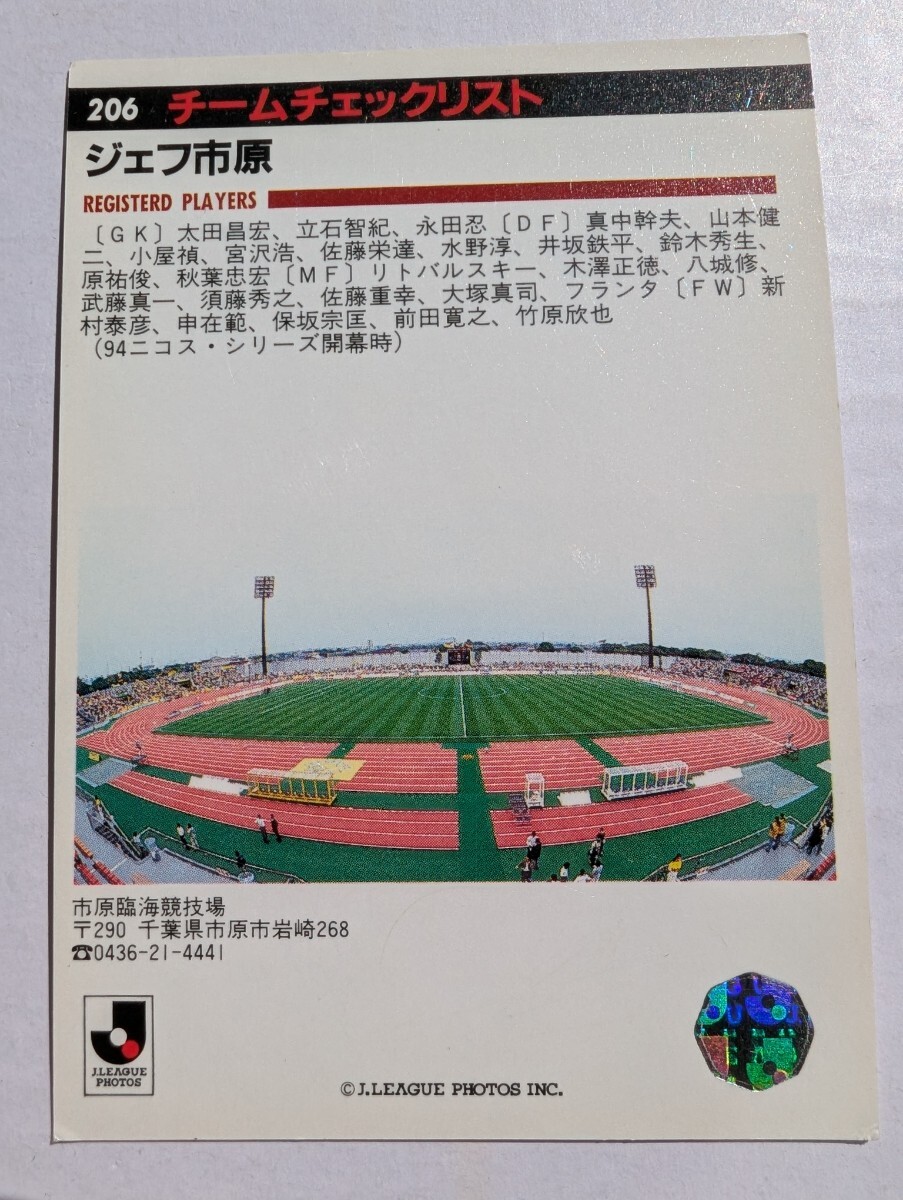 206 チームチェックリスト
ジェフ市原
REGISTERD PLAYERS
〔GK〕太田昌宏、立石智紀、永田忍〔DF〕真中幹夫、山本健
二、小屋禎、宮沢浩、佐藤栄達、水野淳、井坂鉄平、鈴木秀生、
原祐俊、秋葉忠宏〔MF〕リトバルスキー、木澤正徳、八城修、
武藤真一、須藤秀之、佐藤重幸、大塚真司、フランタ〔FW〕新
村泰彦、申在範、保坂宗匡、前田寛之、竹原欣也
(94ニコス・シリーズ開幕時)
市原臨海競技場
〒290 千葉県市原市岩崎268
☎0436-21-4441
J.LEAGUE
PHOTOS
©J.LEAGUE PHOTOS INC.